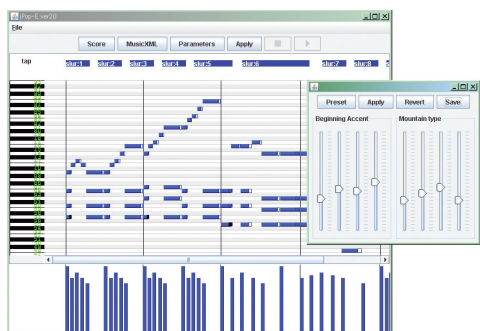 iPop-E ver2.0
File
Score MusicXML Parameters Apply
tap slur:1 slur:2 slur:3 slur:4 slur:5 slur:6 slur:7 slur:8
Preset Apply Revert Save
Beginning Accent Mountain type